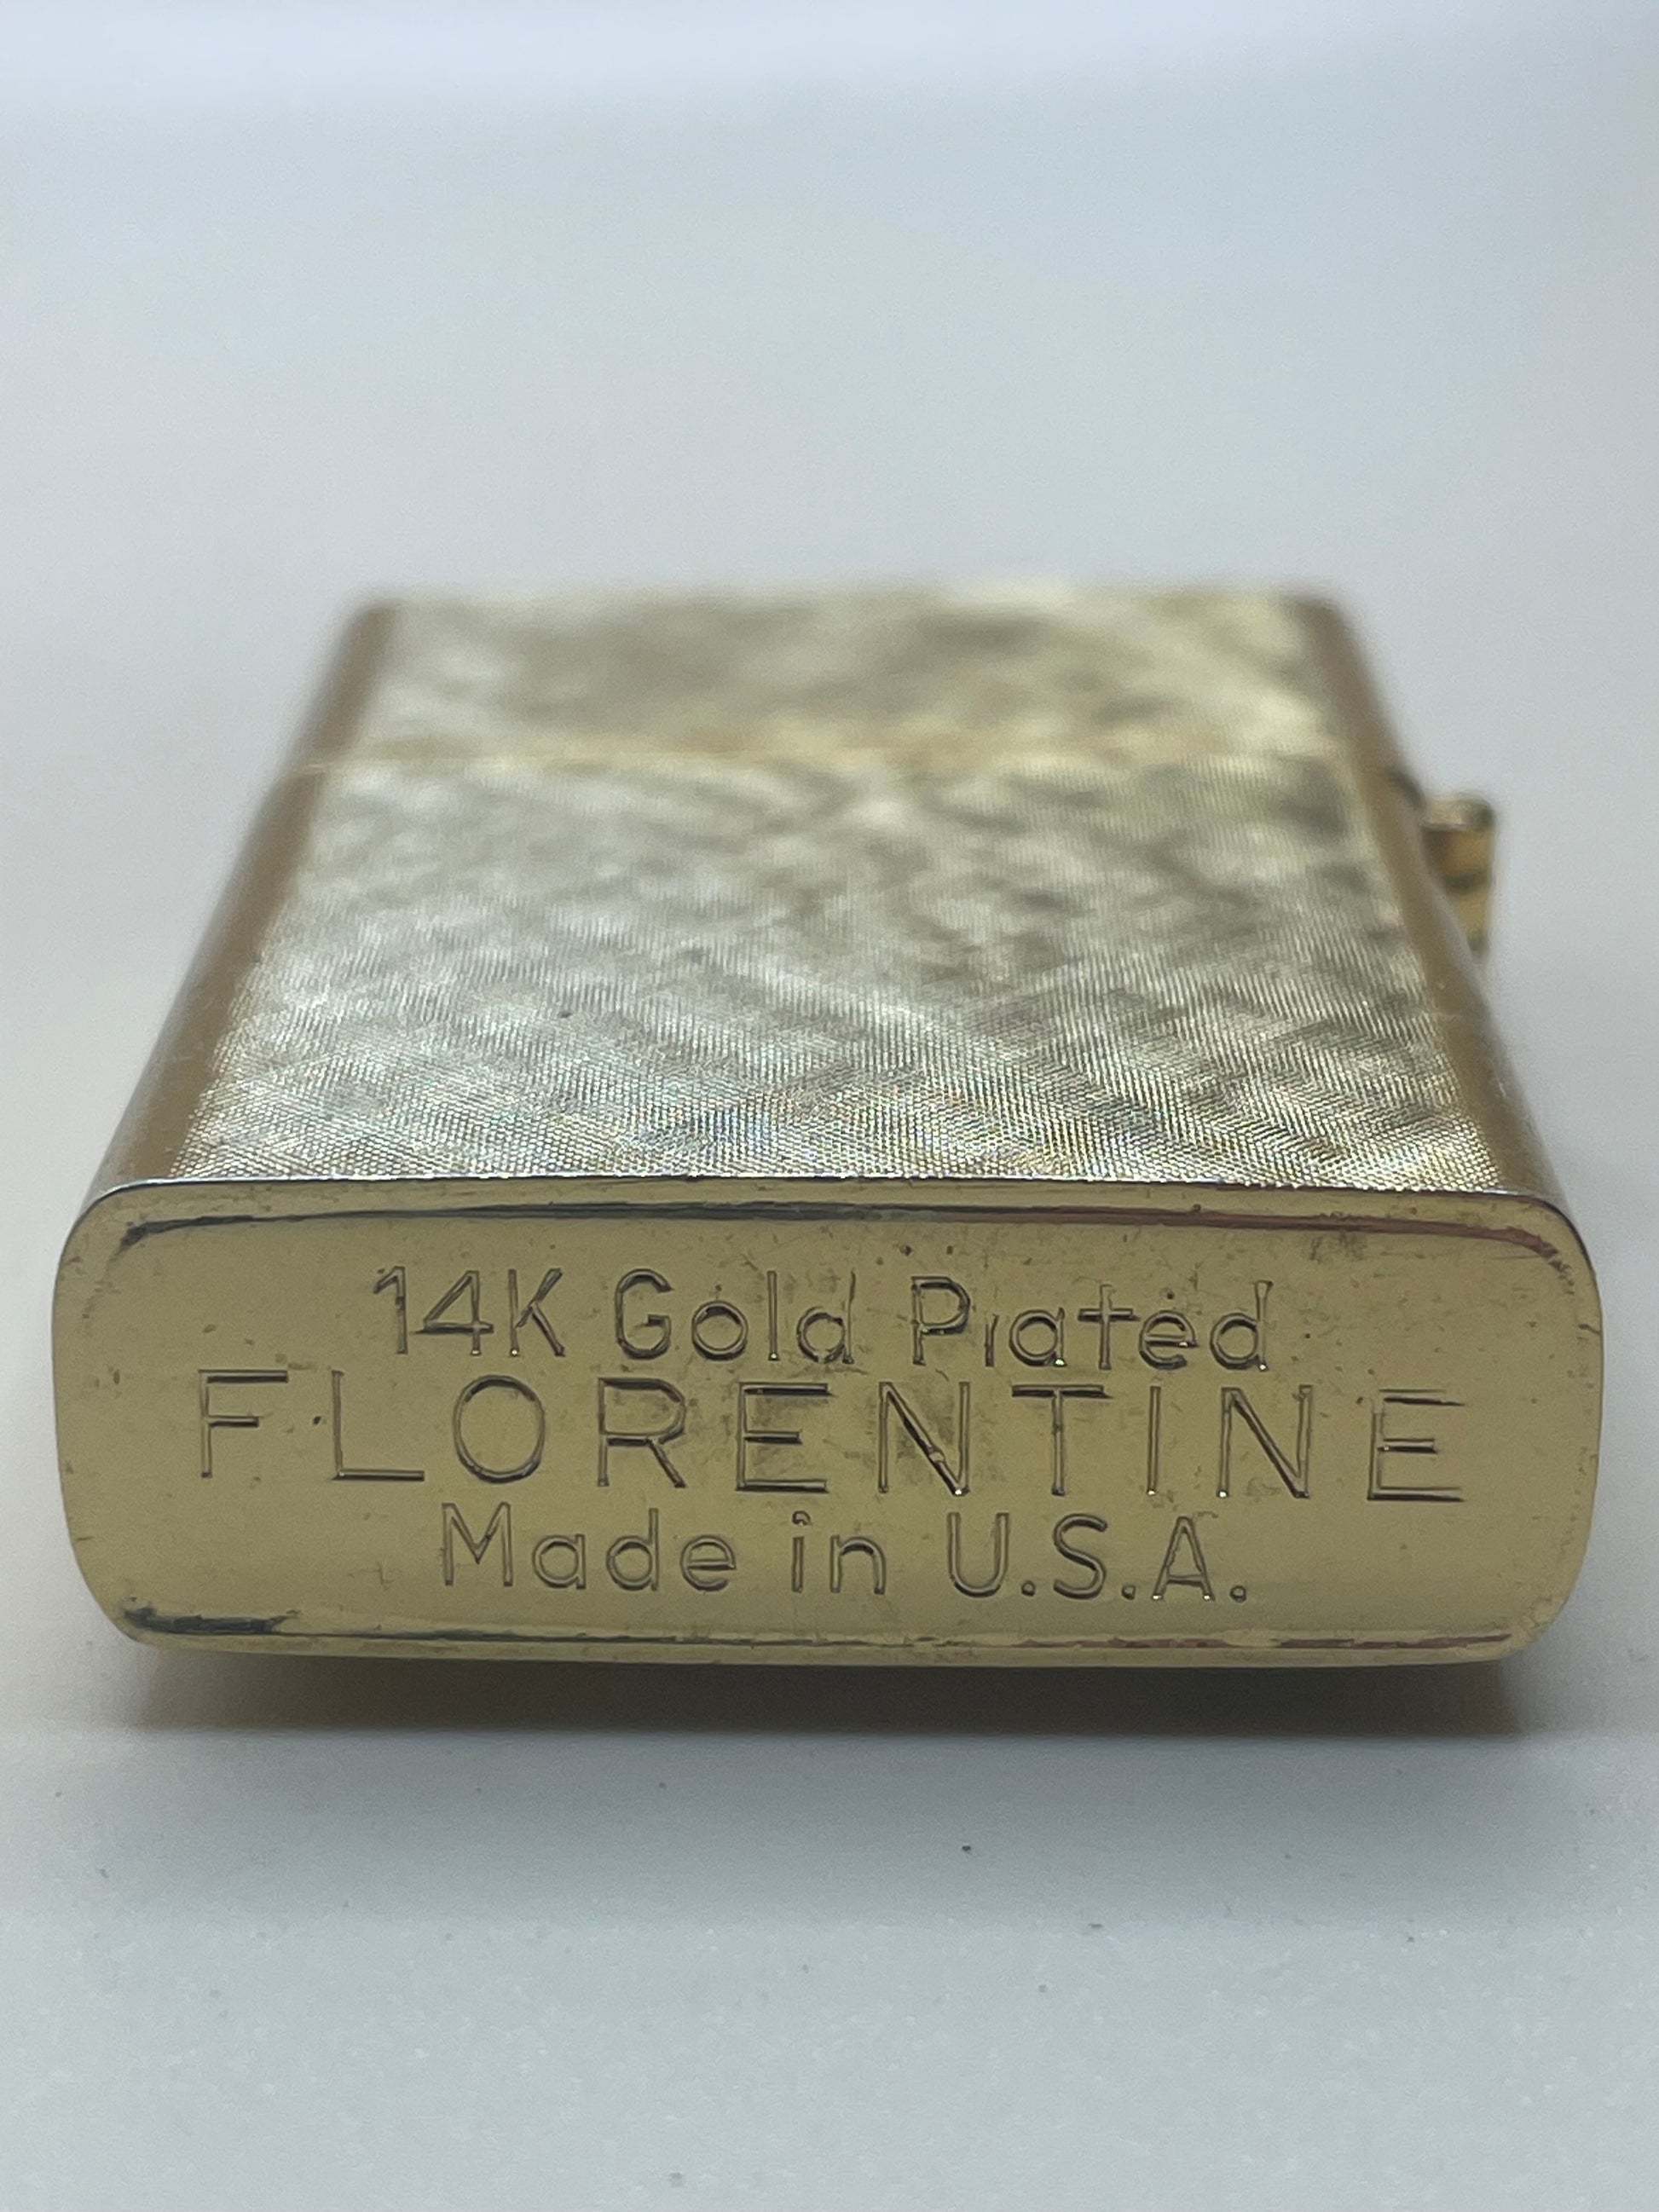 14K Gold Plated
FLORENTINE
Made in U.S.A.